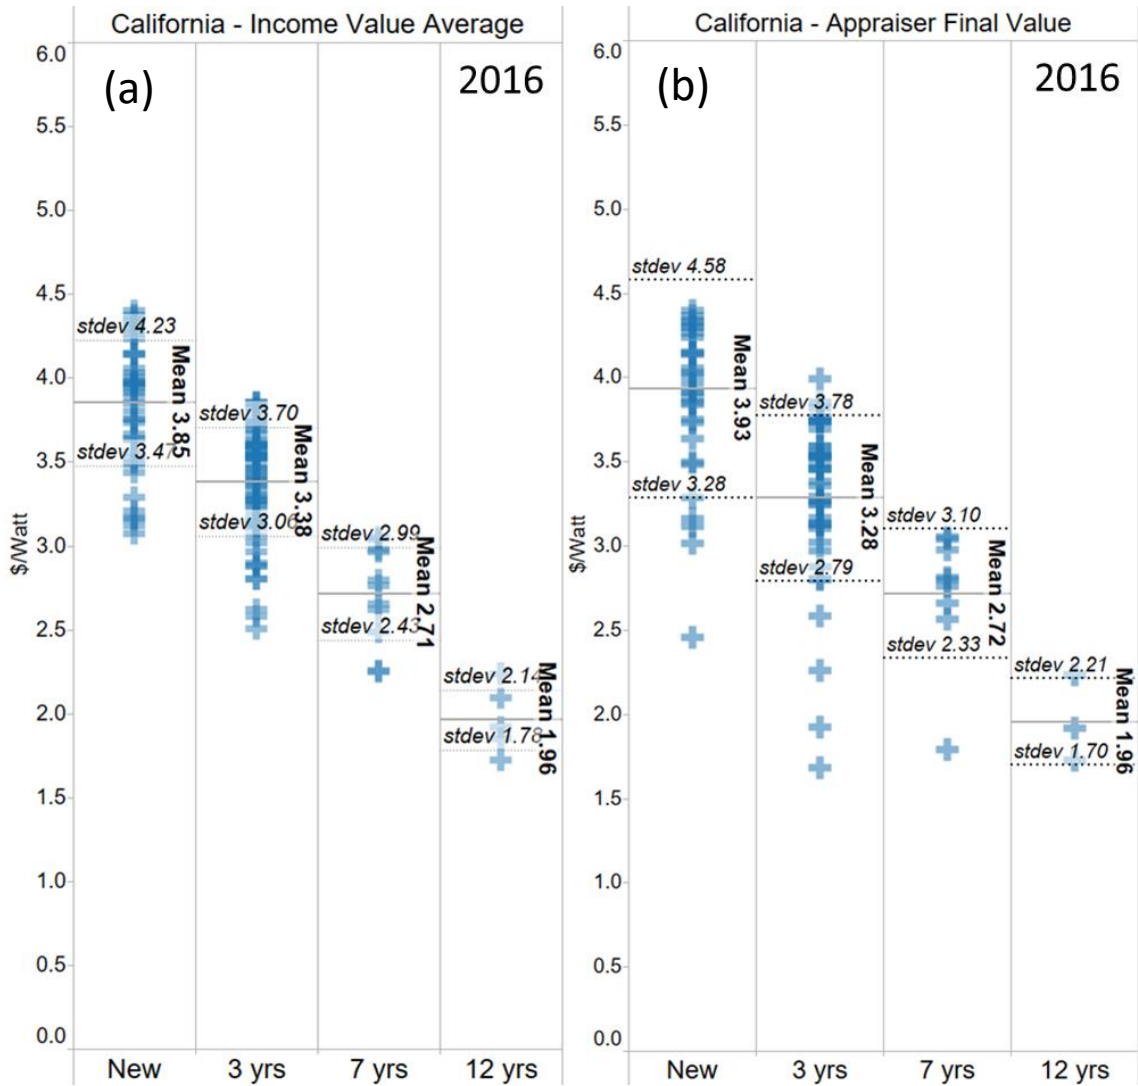 California - Income Value Average
(a)
2016
6.0
5.5
5.0
4.5
4.0
3.5
3.0
2.5
2.0
1.5
1.0
0.5
0.0
$/Watt
stdev 4.23
Mean 3.85
stdev 3.47
stdev 3.70
Mean 3.38
stdev 3.06
stdev 2.99
Mean 2.71
stdev 2.43
stdev 2.14
Mean 1.96
stdev 1.78
New
3 yrs
7 yrs
12 yrs
California - Appraiser Final Value
(b)
2016
6.0
5.5
5.0
4.5
4.0
3.5
3.0
2.5
2.0
1.5
1.0
0.5
0.0
$/Watt
stdev 4.58
Mean 3.93
stdev 3.28
stdev 3.78
Mean 3.28
stdev 2.79
stdev 3.10
Mean 2.72
stdev 2.33
stdev 2.21
Mean 1.96
stdev 1.70
New
3 yrs
7 yrs
12 yrs